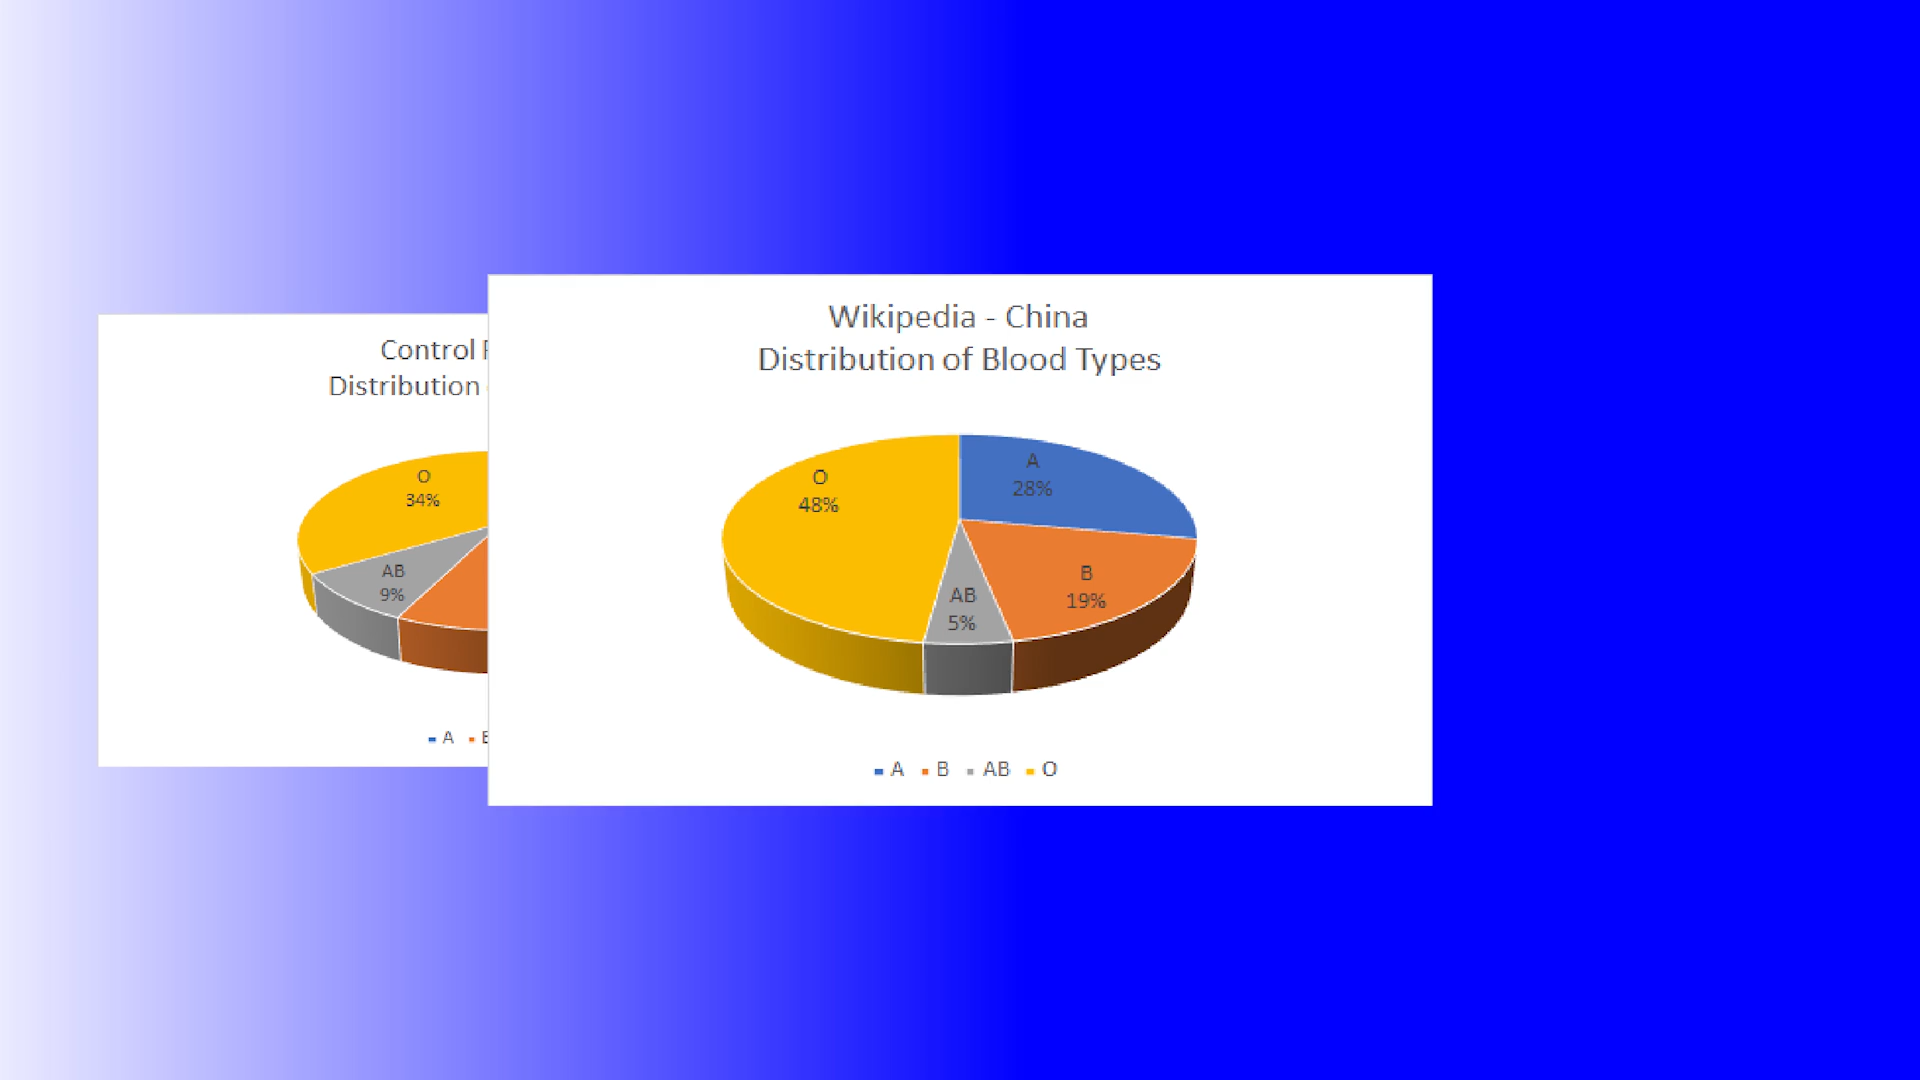 Control
Distribution
O
34%
AB
9%
A
Wikipedia - China
Distribution of Blood Types
O
48%
A
28%
B
19%
AB
5%
A B AB O